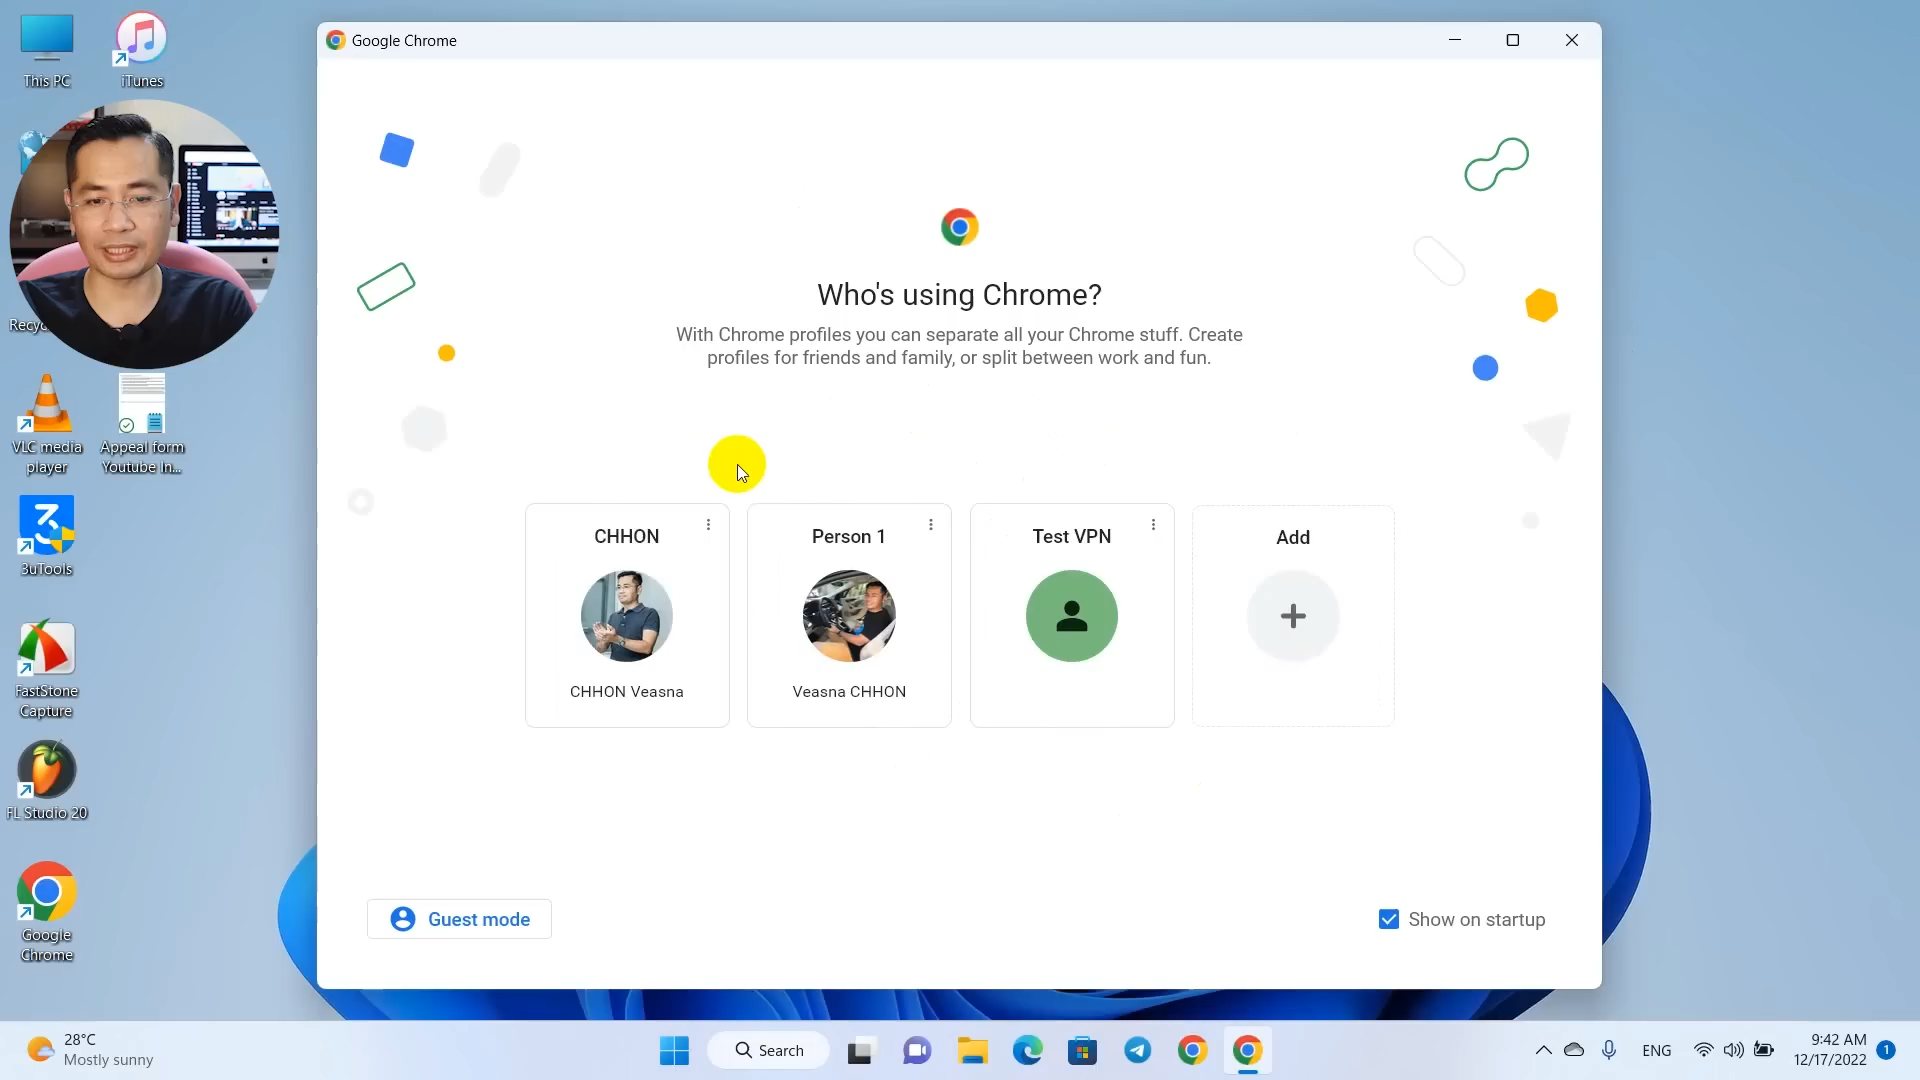 This PC
iTunes
Google Chrome
Who's using Chrome?
With Chrome profiles you can separate all your Chrome stuff. Create
profiles for friends and family, or split between work and fun.
VLC media
player
Appeal form
Youtube In...
3uTools
FastStone
Capture
FL Studio 20
Google
Chrome
CHHON
CHHON Veasna
Person 1
Veasna CHHON
Test VPN
Add
Guest mode
Show on startup
28°C
Mostly sunny
Search
ENG
9:42 AM
12/17/2022
1